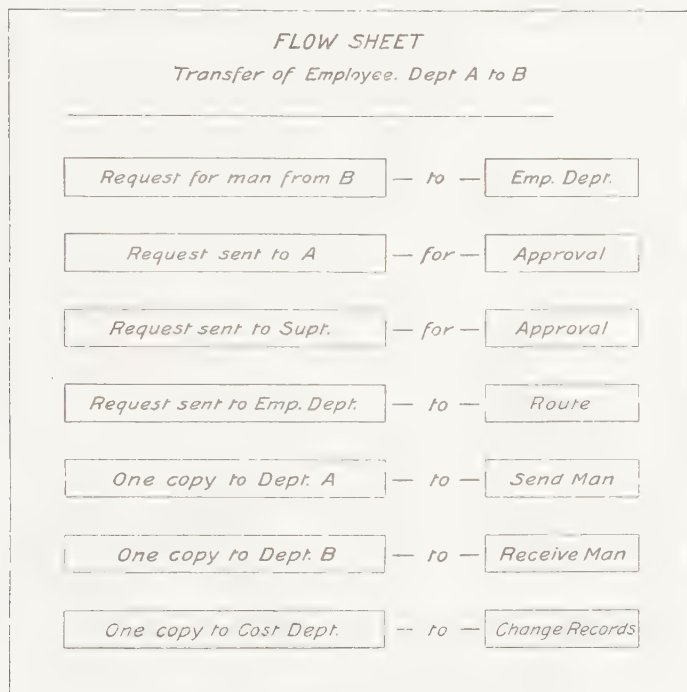 FLOW SHEET
Transfer of Employee. Dept A to B
Request for man from B — to — Emp. Dept.
Request sent to A — for — Approval
Request sent to Supt. — for — Approval
Request sent to Emp. Dept. — to — Route
One copy to Dept. A — to — Send Man
One copy to Dept. B — to — Receive Man
One copy to Cost Dept. -- to — Change Records